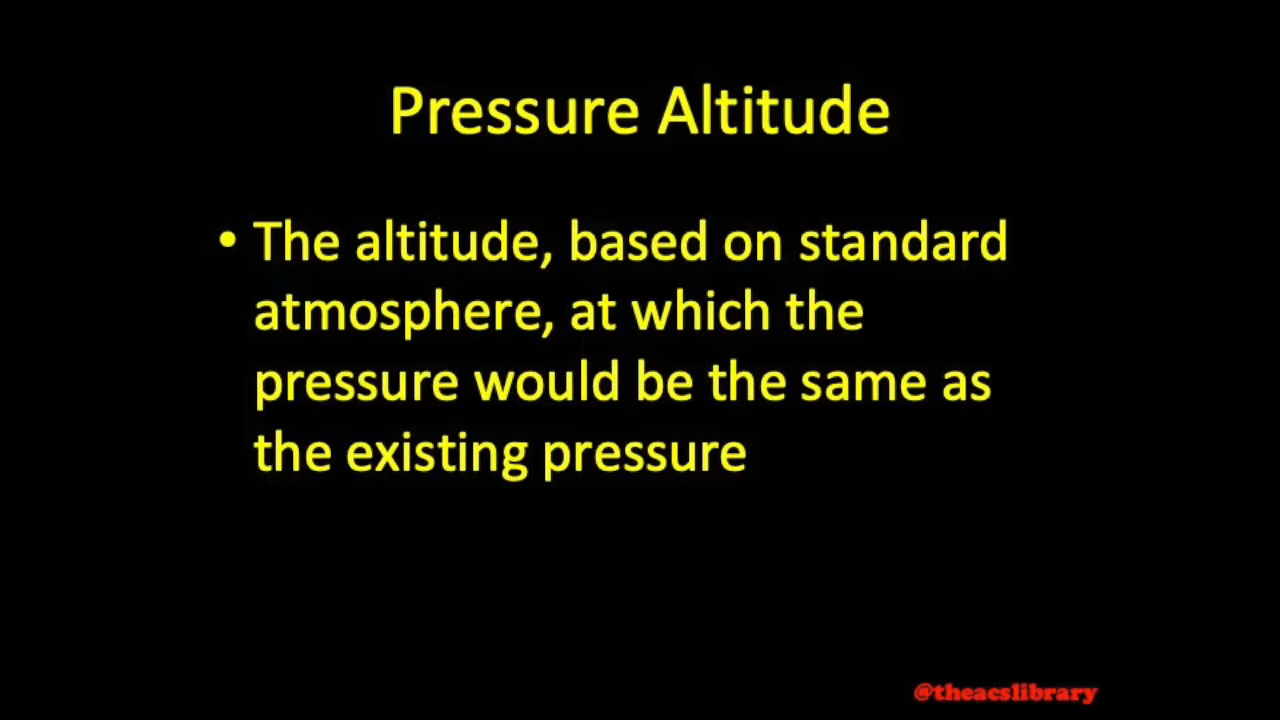 Pressure Altitude
• The altitude, based on standard
atmosphere, at which the
pressure would be the same as
the existing pressure
@theacslibrary